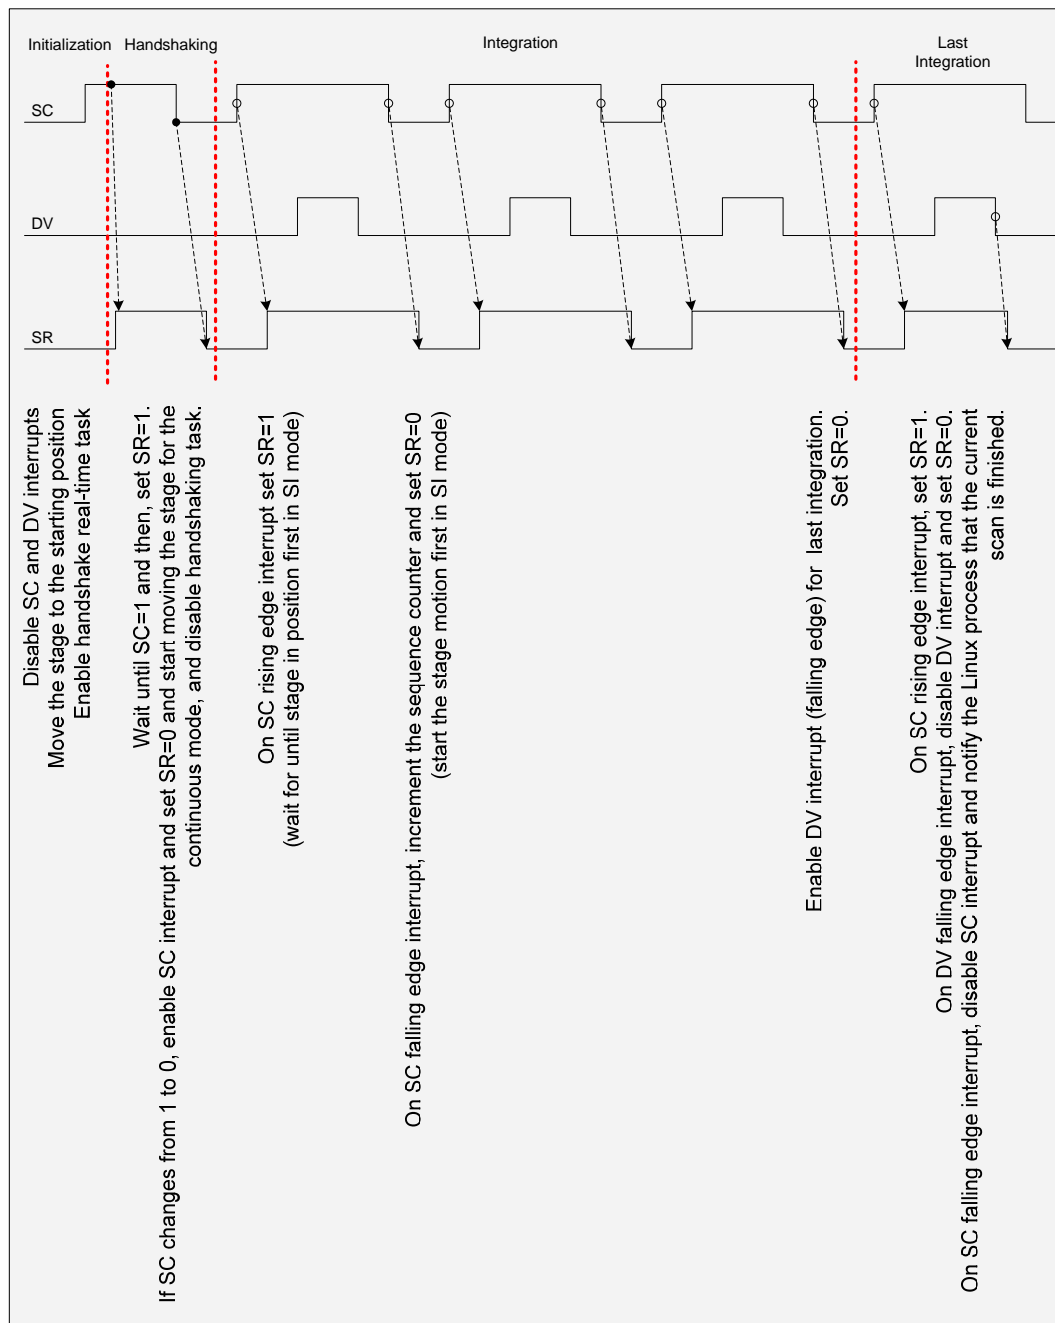 Initialization
Handshaking
Integration
Last
Integration
SC
DV
SR
Disable SC and DV interrupts
Move the stage to the starting position
Enable handshake real-time task
Wait until SC=1 and then, set SR=1.
If SC changes from 1 to 0, enable SC interrupt and set SR=0 and start moving the stage for the
continuous mode, and disable handshaking task.
On SC rising edge interrupt set SR=1
(wait for until stage in position first in SI mode)
On SC falling edge interrupt, increment the sequence counter and set SR=0
(start the stage motion first in SI mode)
Enable DV interrupt (falling edge) for last integration.
Set SR=0.
On SC rising edge interrupt, set SR=1.
On DV falling edge interrupt, disable DV interrupt and set SR=0.
On SC falling edge interrupt, disable SC interrupt and notify the Linux process that the current
scan is finished.